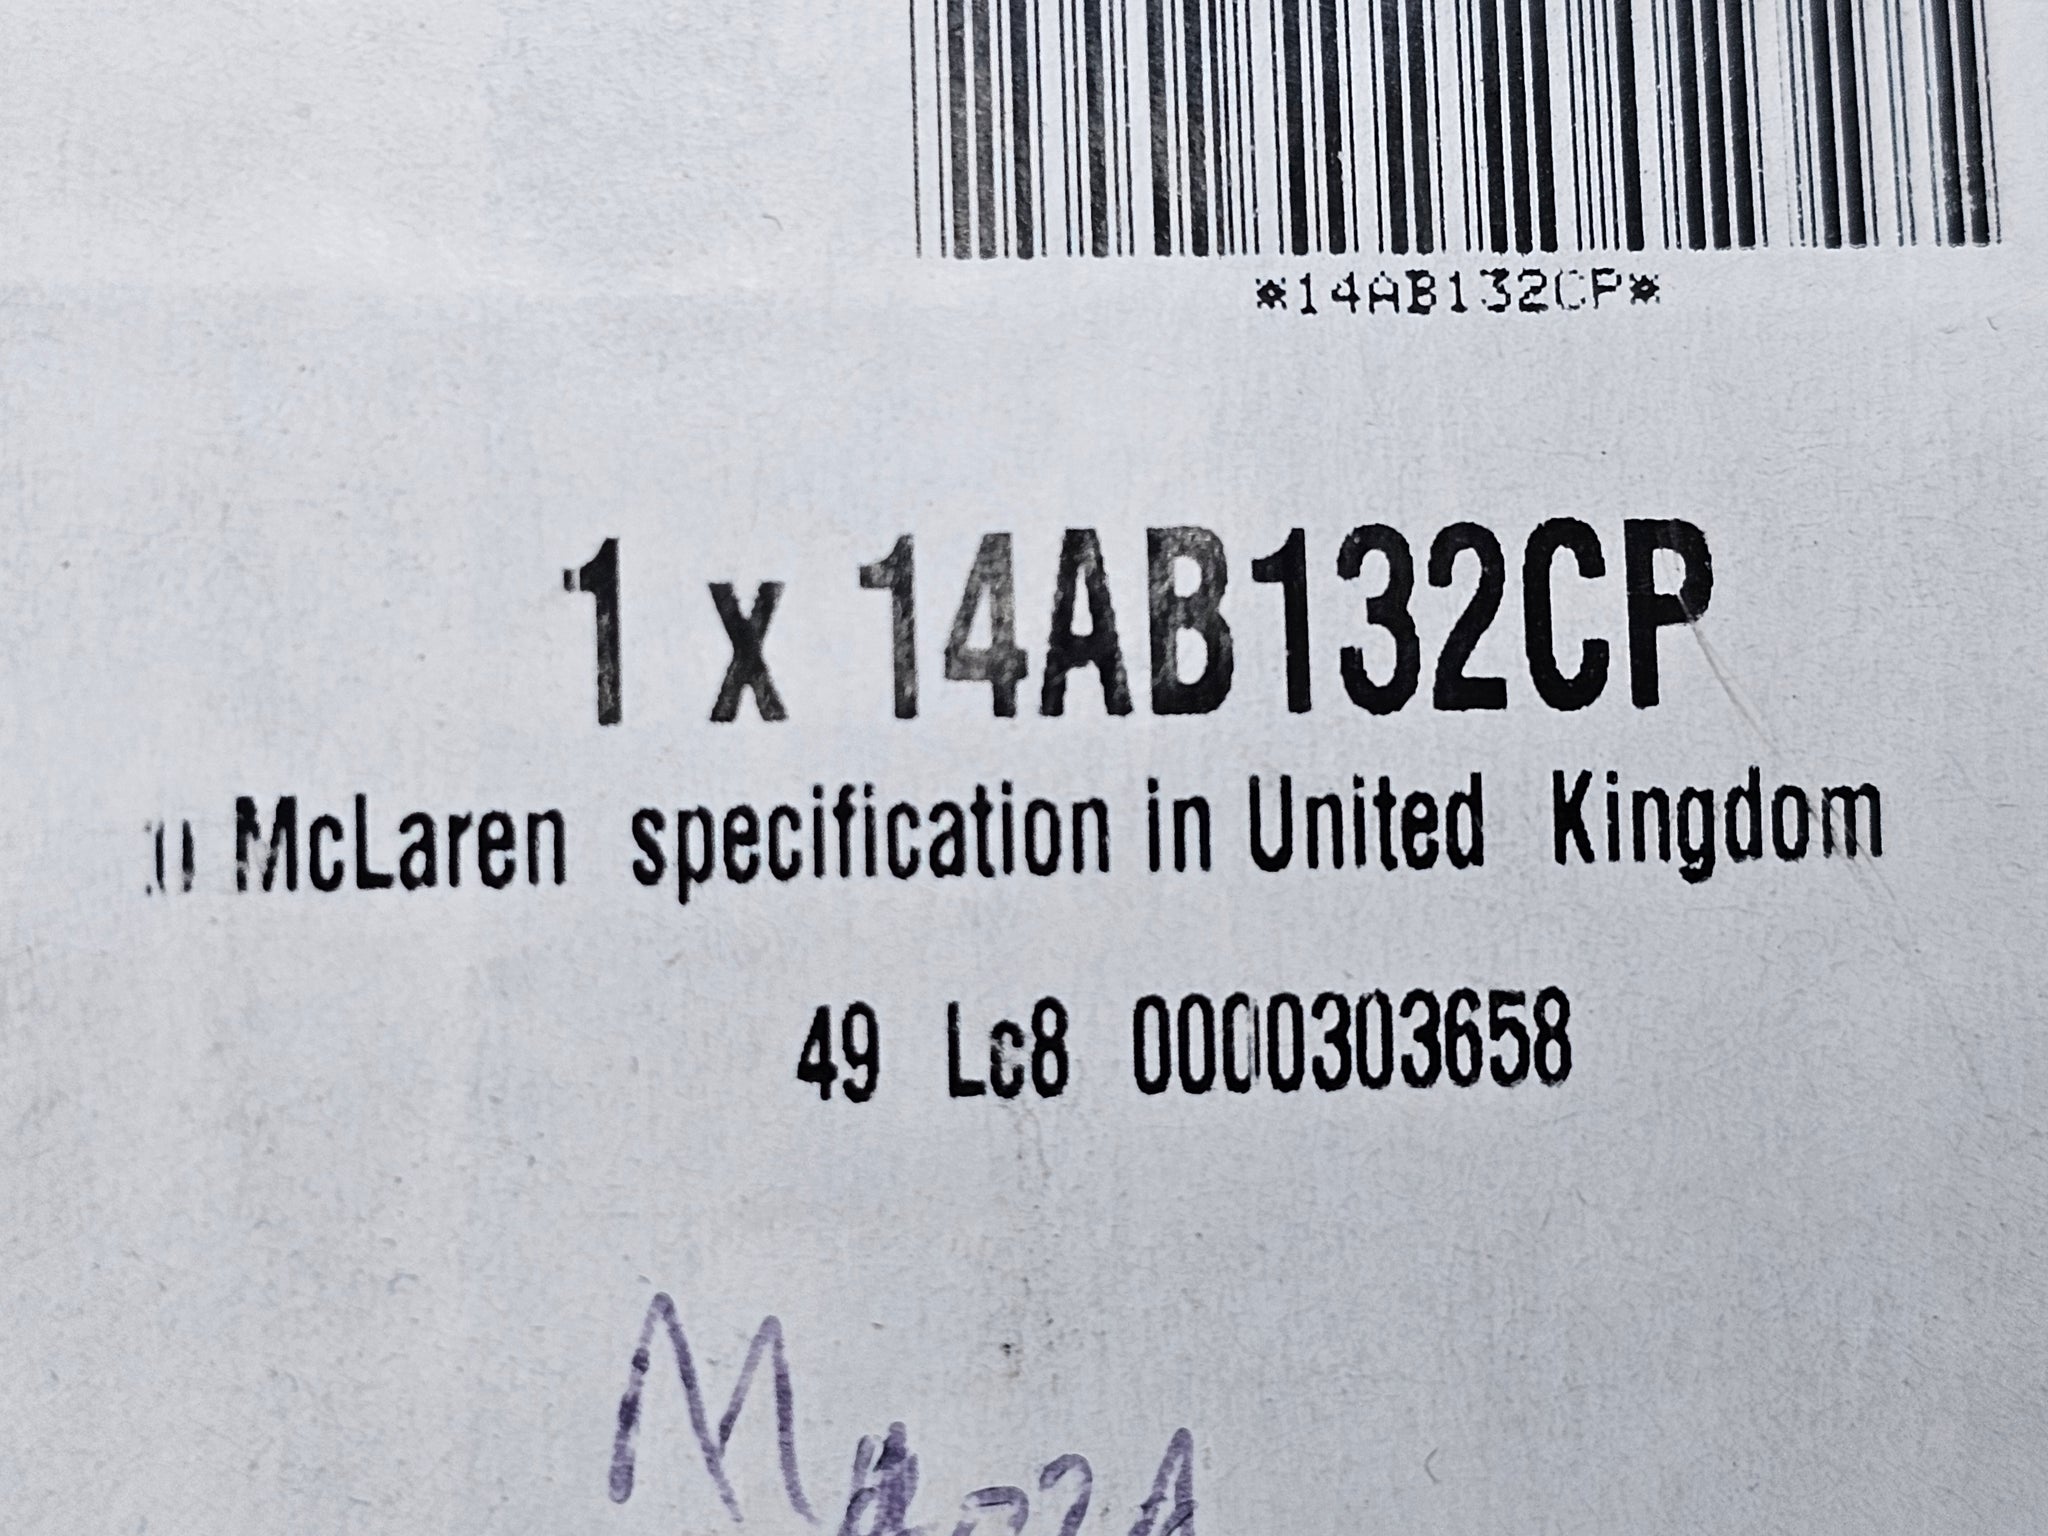 *14AB132CP*
1 x 14AB132CP
McLaren specification in United Kingdom
49 Lc8 0000303658